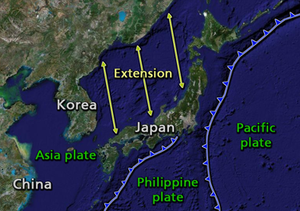 Extension
Korea
Japan
Pacific
plate
Asia plate
China
Philippine
plate